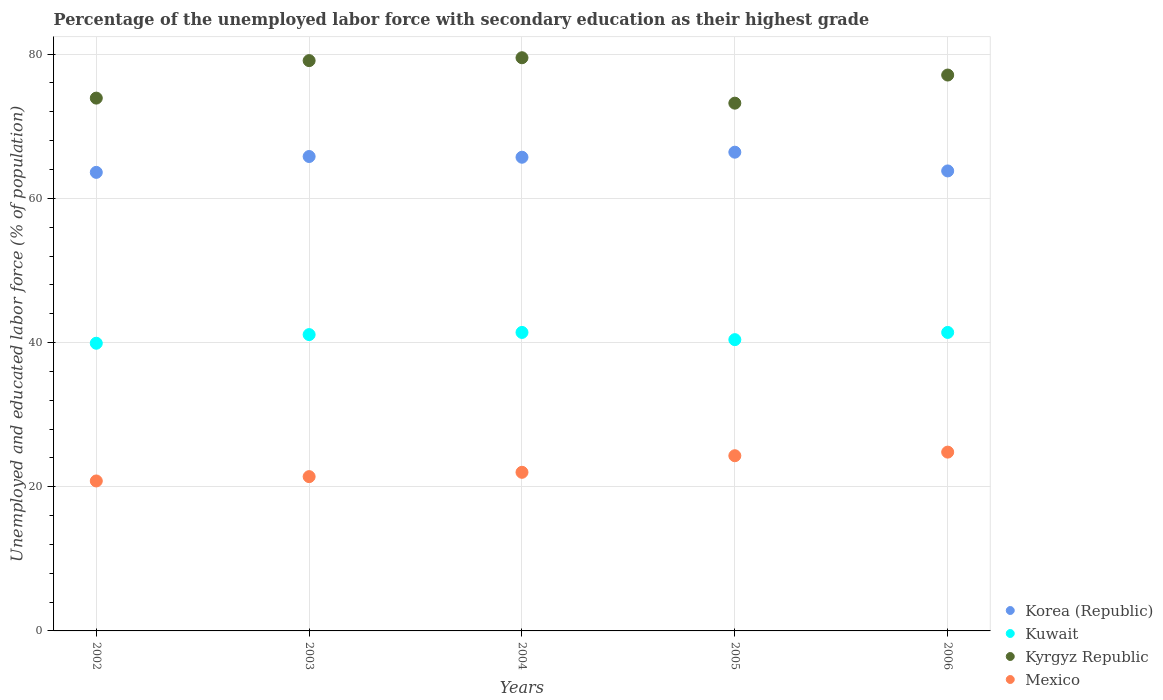 Percentage of the unemployed labor force with secondary education as their highest grade
Unemployed and educated labor force (% of population)
80
60
40
20
0
2002
2003
2004
2005
2006
Years
Korea (Republic)
Kuwait
Kyrgyz Republic
Mexico